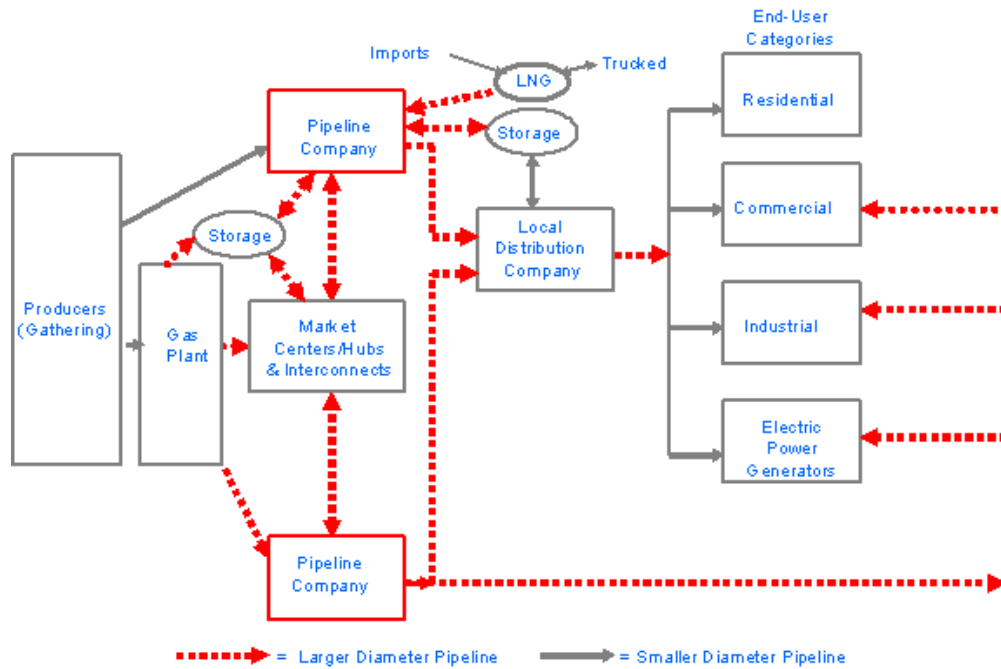 End-User
Categories
Imports
Trucked
LNG
Residential
Pipeline
Company
Storage
Commercial
Local
Distribution
Company
Storage
Producers
(Gathering)
Gas
Plant
Market
Centers/Hubs
& Interconnects
Industrial
Electric
Power
Generators
Pipeline
Company
= Larger Diameter Pipeline
= Smaller Diameter Pipeline